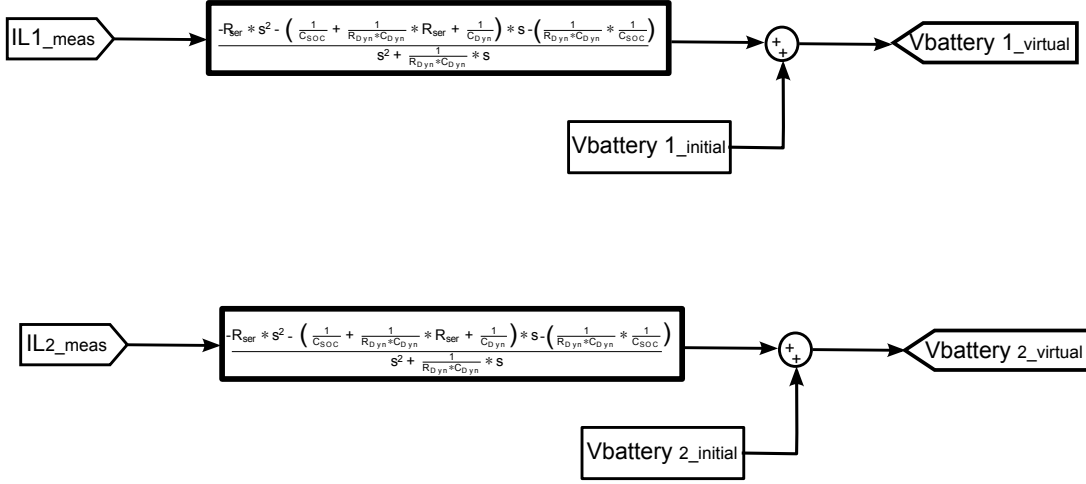 IL1_meas
-Rser * s² - ( 1/CSOC + 1/RDyn*CDyn * Rser + 1/CDyn ) * s - ( 1/RDyn*CDyn * 1/CSOC )
s² + 1/RDyn*CDyn * s
+
+
Vbattery 1_virtual
Vbattery 1_initial
IL2_meas
-Rser * s² - ( 1/CSOC + 1/RDyn*CDyn * Rser + 1/CDyn ) * s - ( 1/RDyn*CDyn * 1/CSOC )
s² + 1/RDyn*CDyn * s
+
+
Vbattery 2_virtual
Vbattery 2_initial